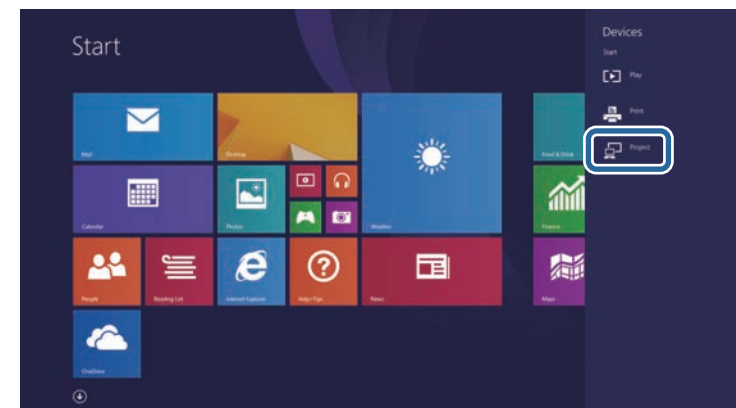 Start
Mail
Desktop
Calendar
Photos
Weather
People
Reading List
Internet Explorer
Help+Tips
News
OneDrive
Food & Drink
Finance
Maps
Devices
Start
Play
Print
Project